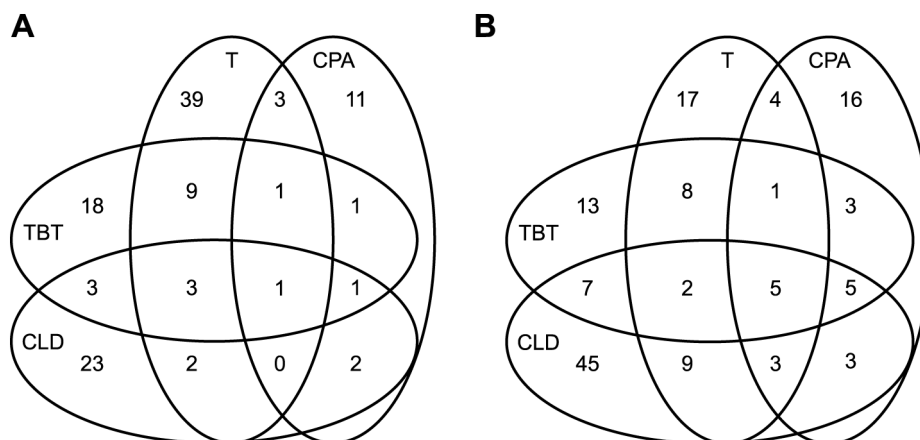 A
T CPA
39 3 11
18 9 1 1
TBT
3 3 1 1
CLD
23 2 0 2
B
T CPA
17 4 16
13 8 1 3
TBT
7 2 5 5
CLD
45 9 3 3